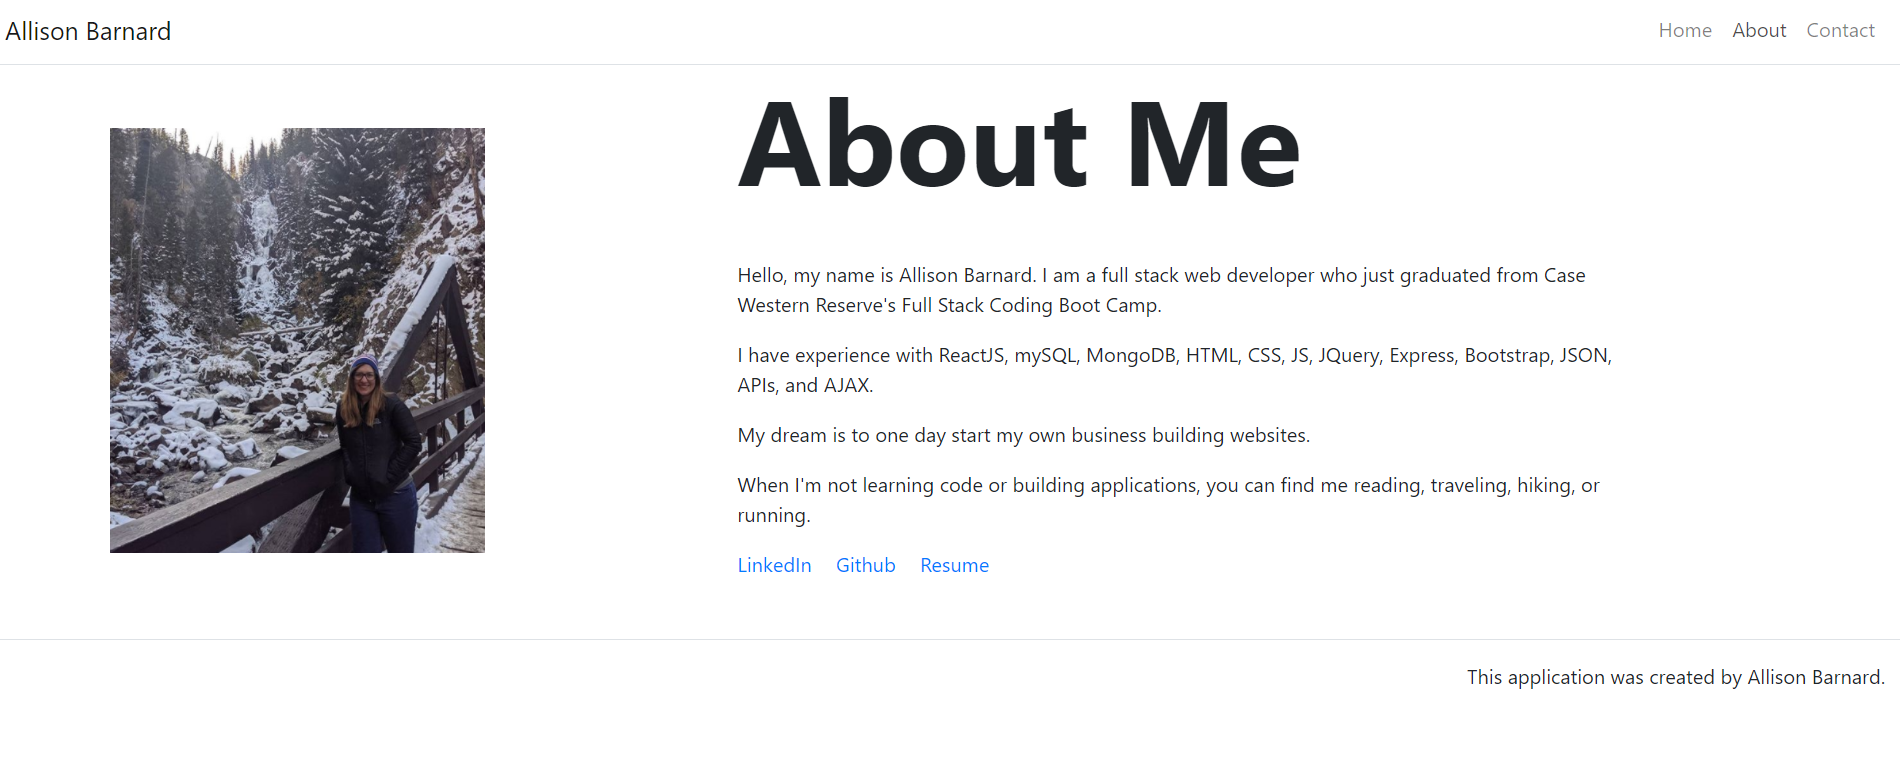 Allison Barnard
Home About Contact
About Me
Hello, my name is Allison Barnard. I am a full stack web developer who just graduated from Case
Western Reserve's Full Stack Coding Boot Camp.
I have experience with ReactJS, mySQL, MongoDB, HTML, CSS, JS, JQuery, Express, Bootstrap, JSON,
APIs, and AJAX.
My dream is to one day start my own business building websites.
When I'm not learning code or building applications, you can find me reading, traveling, hiking, or
running.
LinkedIn Github Resume
This application was created by Allison Barnard.